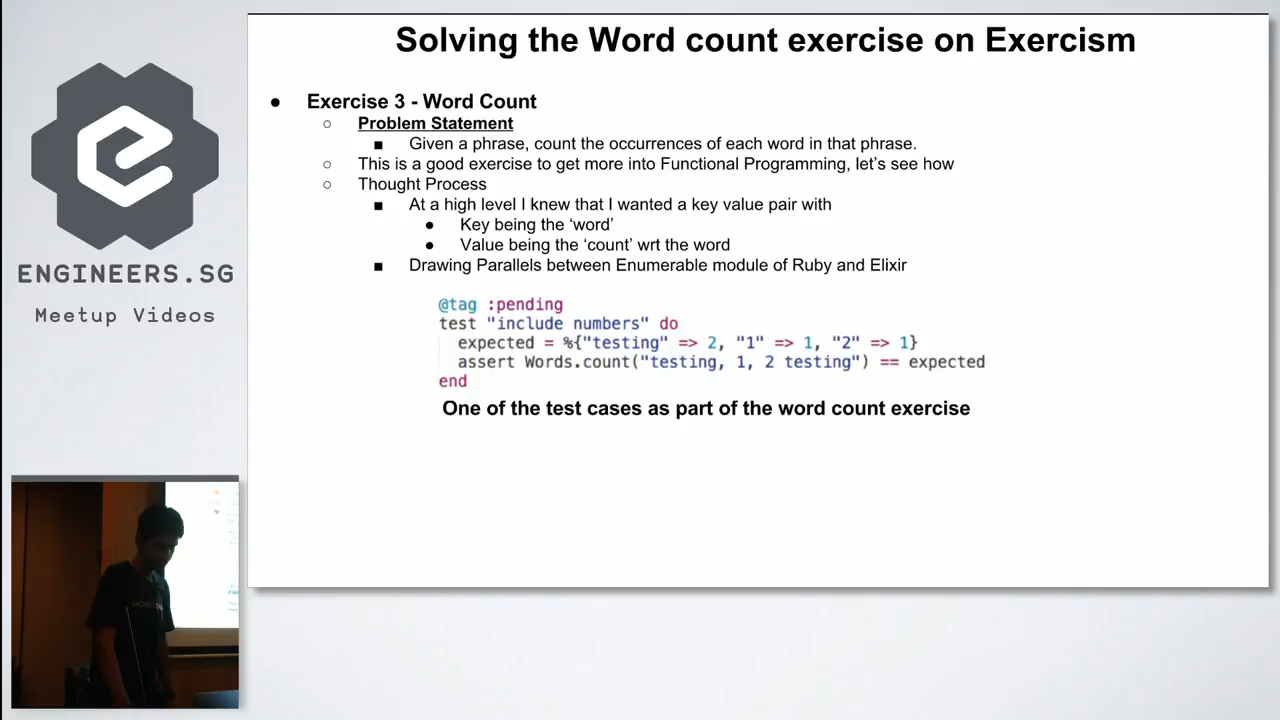 Solving the Word count exercise on Exercism
● Exercise 3 - Word Count
○ Problem Statement
■ Given a phrase, count the occurrences of each word in that phrase.
○ This is a good exercise to get more into Functional Programming, let's see how
○ Thought Process
■ At a high level I knew that I wanted a key value pair with
● Key being the ‘word’
● Value being the ‘count’ wrt the word
■ Drawing Parallels between Enumerable module of Ruby and Elixir
@tag :pending
test "include numbers" do
expected = %{"testing" => 2, "1" => 1, "2" => 1}
assert Words.count("testing, 1, 2 testing") == expected
end
One of the test cases as part of the word count exercise
ENGINEERS.SG
Meetup Videos